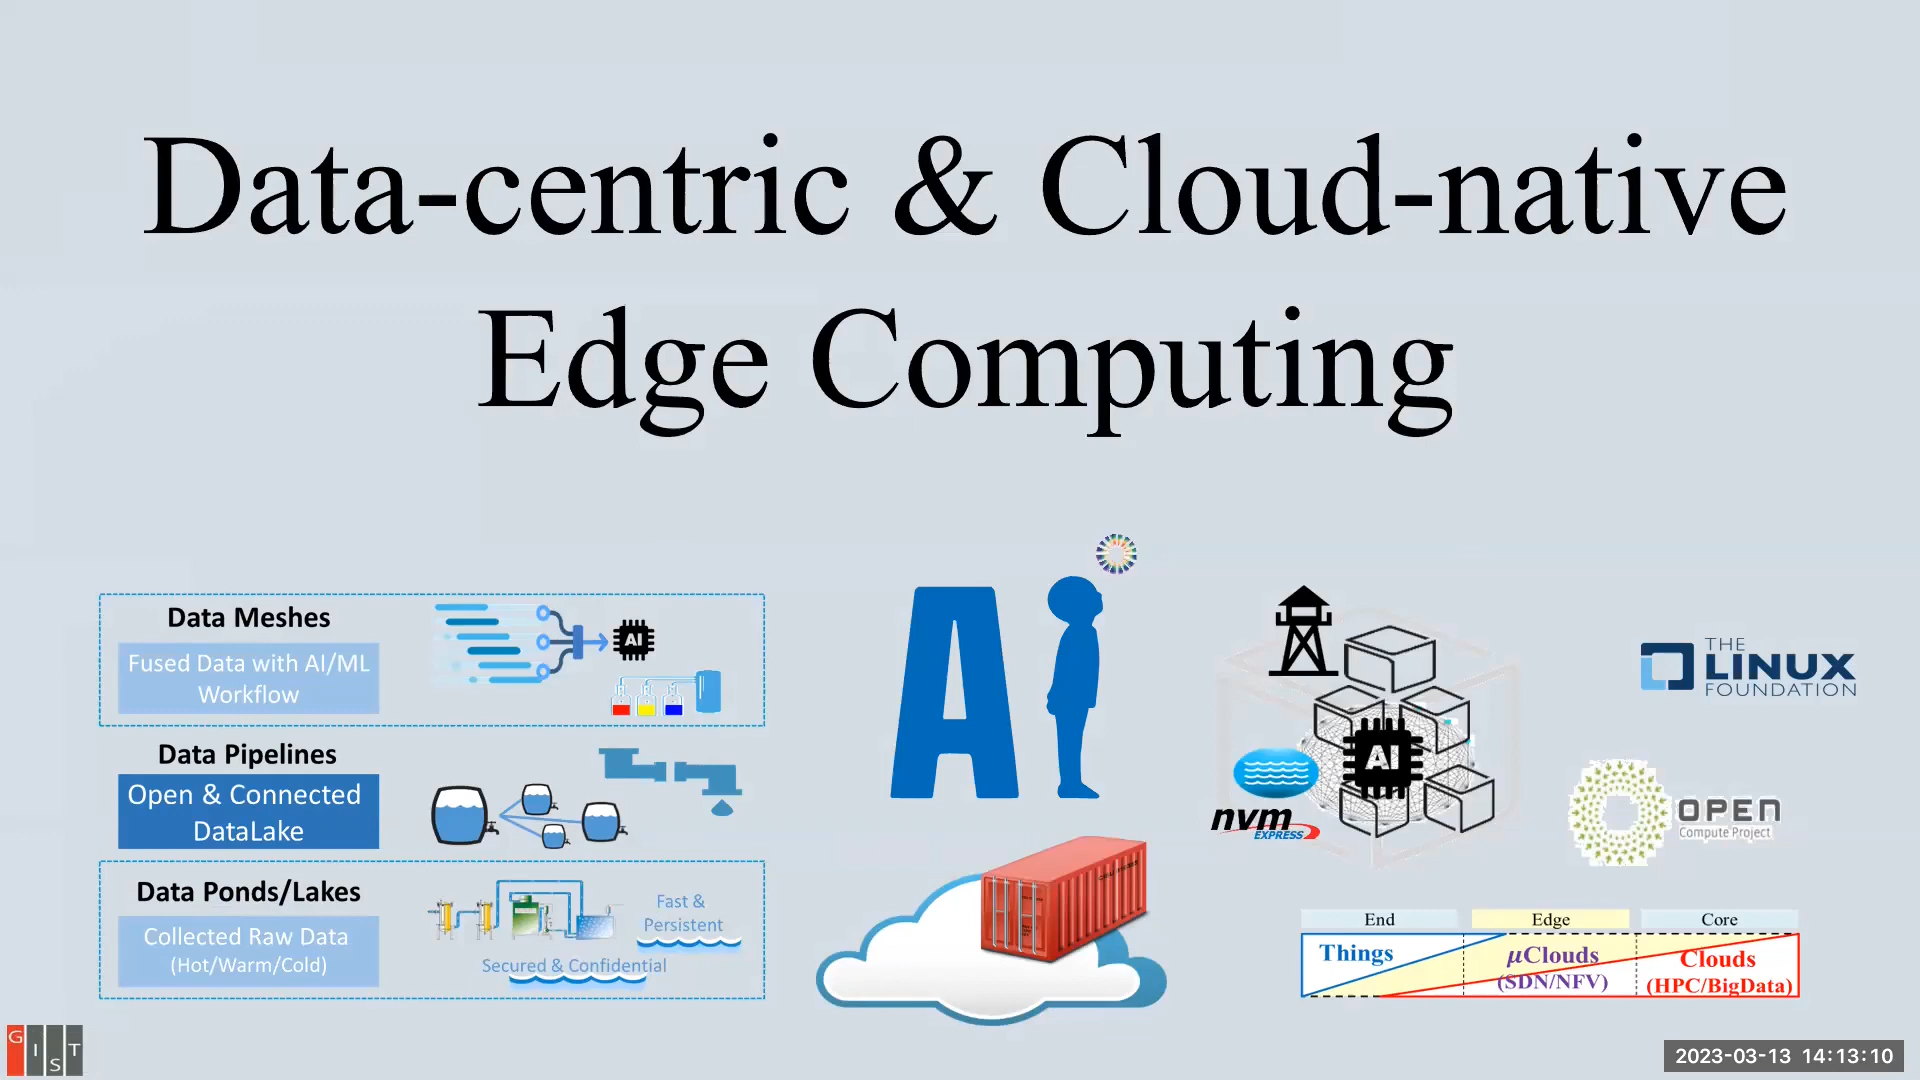 Data-centric & Cloud-native
Edge Computing
Data Meshes
Fused Data with AI/ML
Workflow
AI
Data Pipelines
Open & Connected
DataLake
Data Ponds/Lakes
Collected Raw Data
(Hot/Warm/Cold)
Fast &
Persistent
Secured & Confidential
Ai
AI
nvm
EXPRESS
THE
LINUX
FOUNDATION
OPEN
Compute Project
End
Edge
Core
Things
μClouds
(SDN/NFV)
Clouds
(HPC/BigData)
GIST
2023-03-13 14:13:10